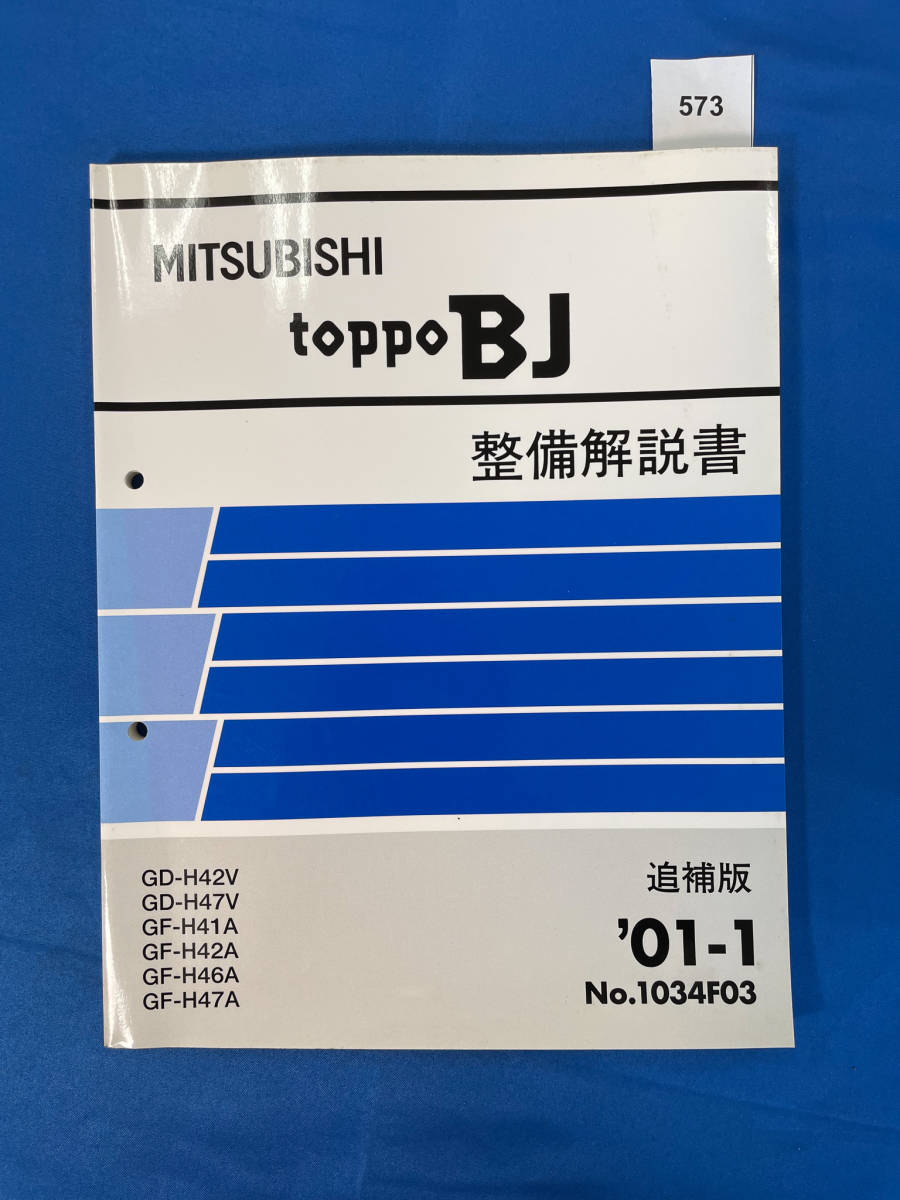 573
MITSUBISHI
toppo BJ
整備解説書
GD-H42V
GD-H47V
GF-H41A
GF-H42A
GF-H46A
GF-H47A
追補版
’01-1
No.1034F03